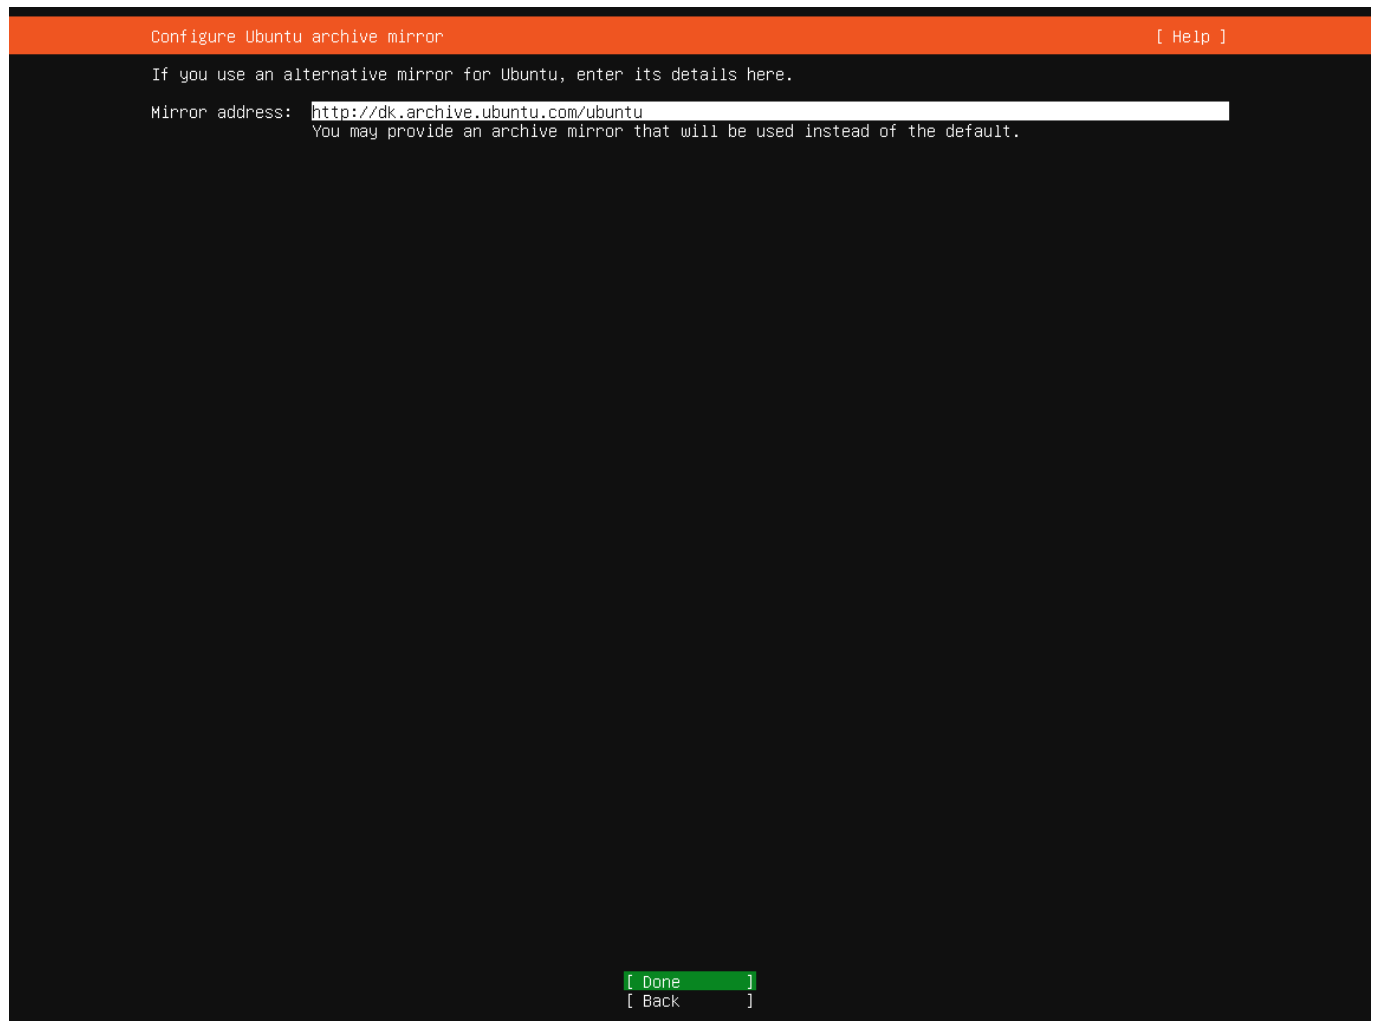 Configure Ubuntu archive mirror [ Help ]
If you use an alternative mirror for Ubuntu, enter its details here.
Mirror address: http://dk.archive.ubuntu.com/ubuntu
You may provide an archive mirror that will be used instead of the default.
[ Done ]
[ Back ]